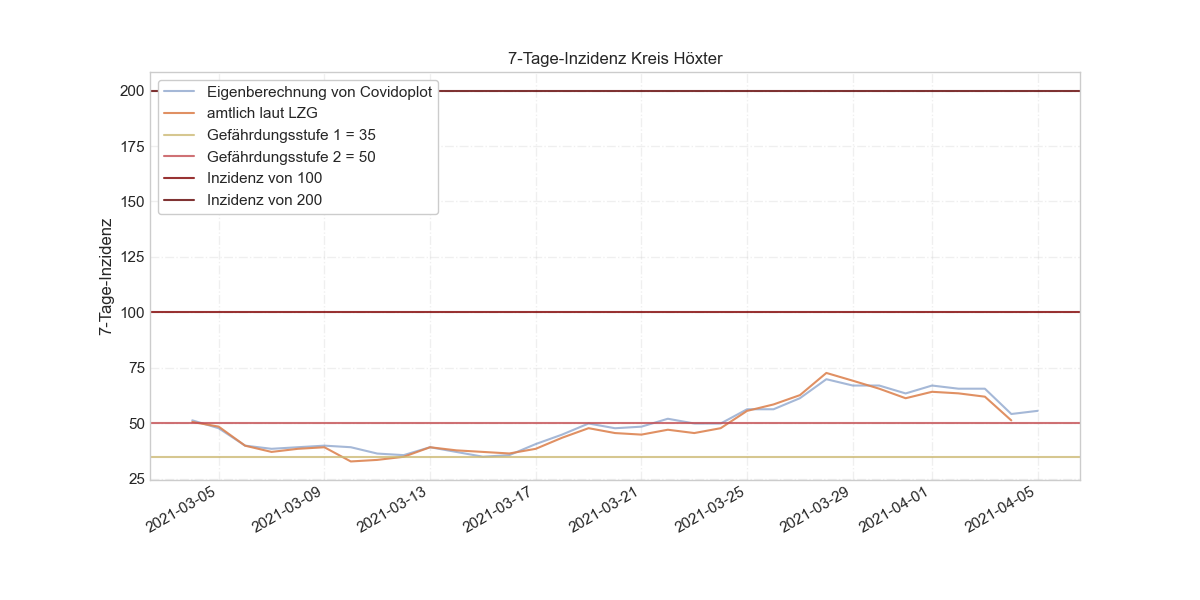 7-Tage-Inzidenz Kreis Höxter
Eigenberechnung von Covidoplot
amtlich laut LZG
Gefährdungsstufe 1 = 35
Gefährdungsstufe 2 = 50
Inzidenz von 100
Inzidenz von 200
7-Tage-Inzidenz
200
175
150
125
100
75
50
25
2021-03-05
2021-03-09
2021-03-13
2021-03-17
2021-03-21
2021-03-25
2021-03-29
2021-04-01
2021-04-05